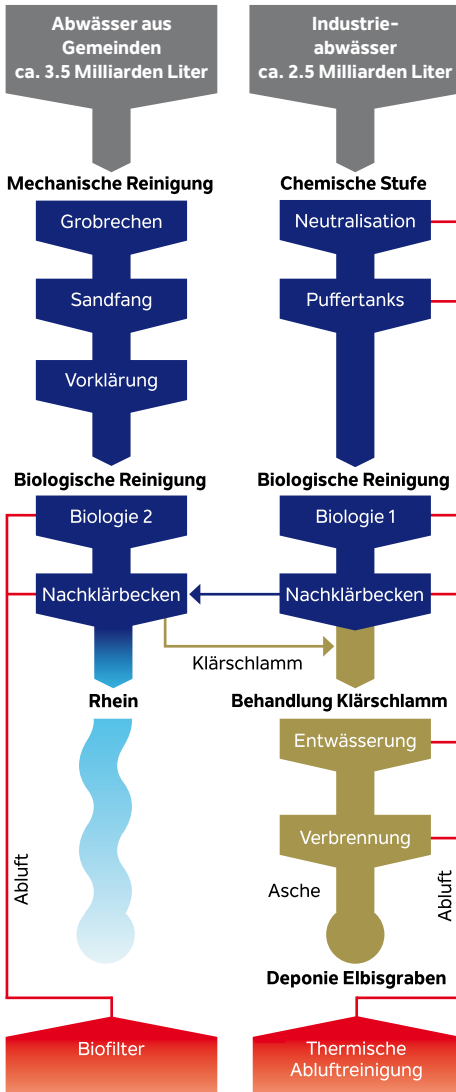 Abwässer aus
Gemeinden
ca. 3.5 Milliarden Liter
Industrie-
abwässer
ca. 2.5 Milliarden Liter
Mechanische Reinigung
Chemische Stufe
Grobrechen
Neutralisation
Sandfang
Puffertanks
Vorklärung
Biologische Reinigung
Biologische Reinigung
Biologie 2
Biologie 1
Nachklärbecken
Nachklärbecken
Klärschlamm
Rhein
Behandlung Klärschlamm
Entwässerung
Verbrennung
Abluft
Asche
Abluft
Deponie Elbisgraben
Biofilter
Thermische
Abluftreinigung